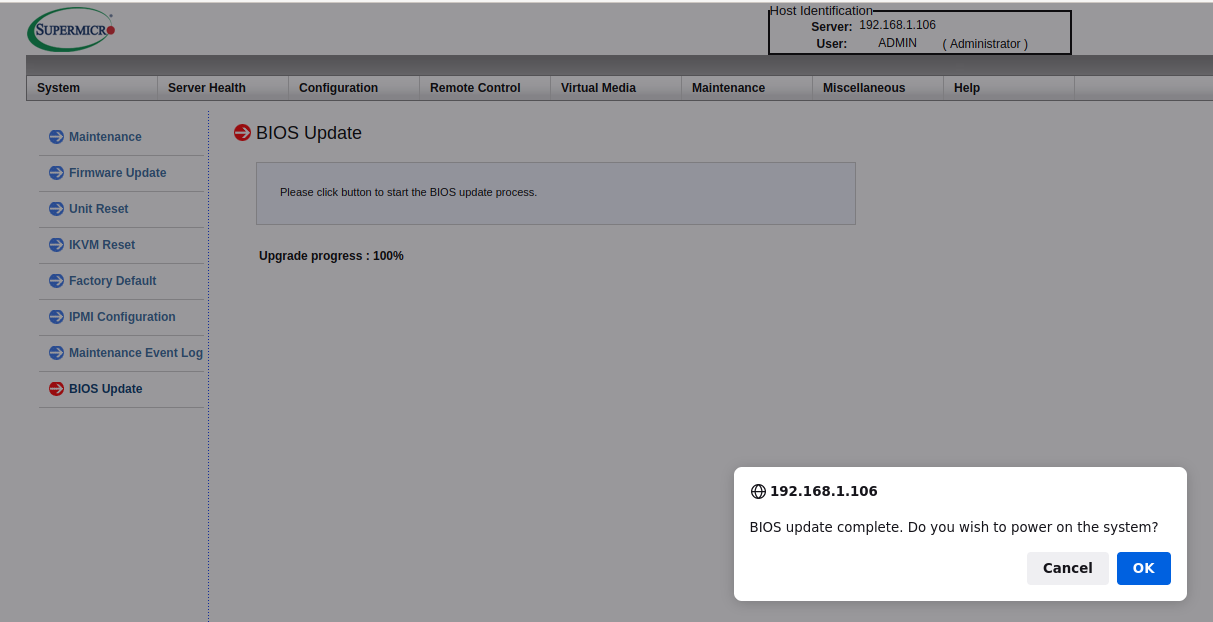 SUPERMICR
Host Identification
Server: 192.168.1.106
User: ADMIN ( Administrator )
System Server Health Configuration Remote Control Virtual Media Maintenance Miscellaneous Help
Maintenance
Firmware Update
Unit Reset
IKVM Reset
Factory Default
IPMI Configuration
Maintenance Event Log
BIOS Update
BIOS Update
Please click button to start the BIOS update process.
Upgrade progress : 100%
192.168.1.106
BIOS update complete. Do you wish to power on the system?
Cancel OK